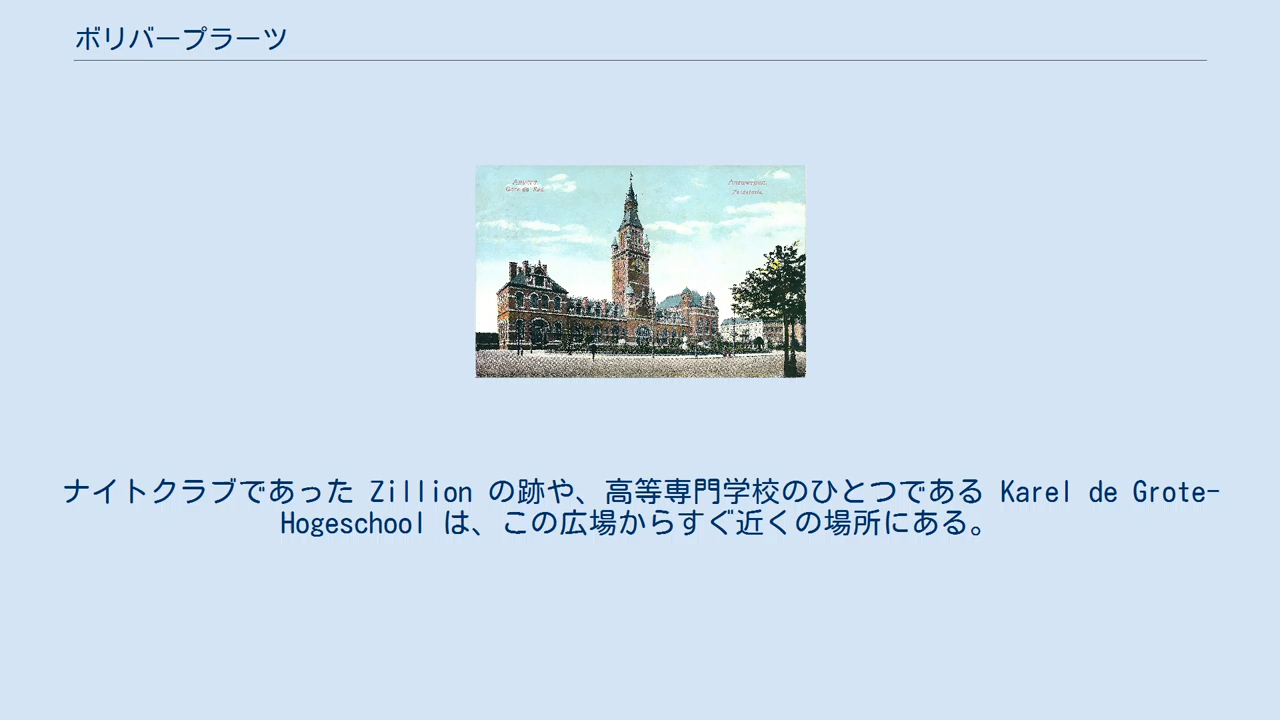 ボリバープラーツ
Anvers. Antwerpen.
ナイトクラブであった Zillion の跡や、高等専門学校のひとつである Karel de Grote-
Hogeschool は、この広場からすぐ近くの場所にある。